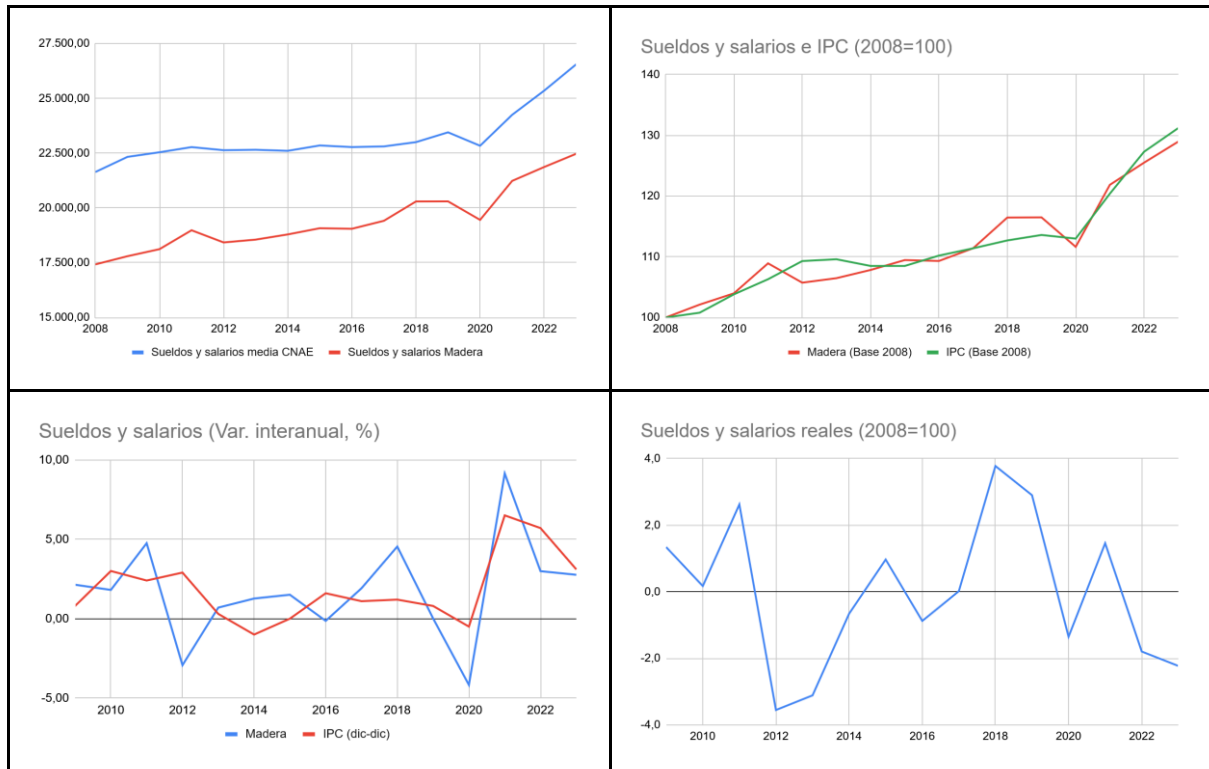 27.500,00
25.000,00
22.500,00
20.000,00
17.500,00
15.000,00
2008 2010 2012 2014 2016 2018 2020 2022
Sueldos y salarios media CNAE Sueldos y salarios Madera
Sueldos y salarios e IPC (2008=100)
140
130
120
110
100
2008 2010 2012 2014 2016 2018 2020 2022
Madera (Base 2008) IPC (Base 2008)
Sueldos y salarios (Var. interanual, %)
10,00
5,00
0,00
-5,00
2010 2012 2014 2016 2018 2020 2022
Madera IPC (dic-dic)
Sueldos y salarios reales (2008=100)
4,0
2,0
0,0
-2,0
-4,0
2010 2012 2014 2016 2018 2020 2022